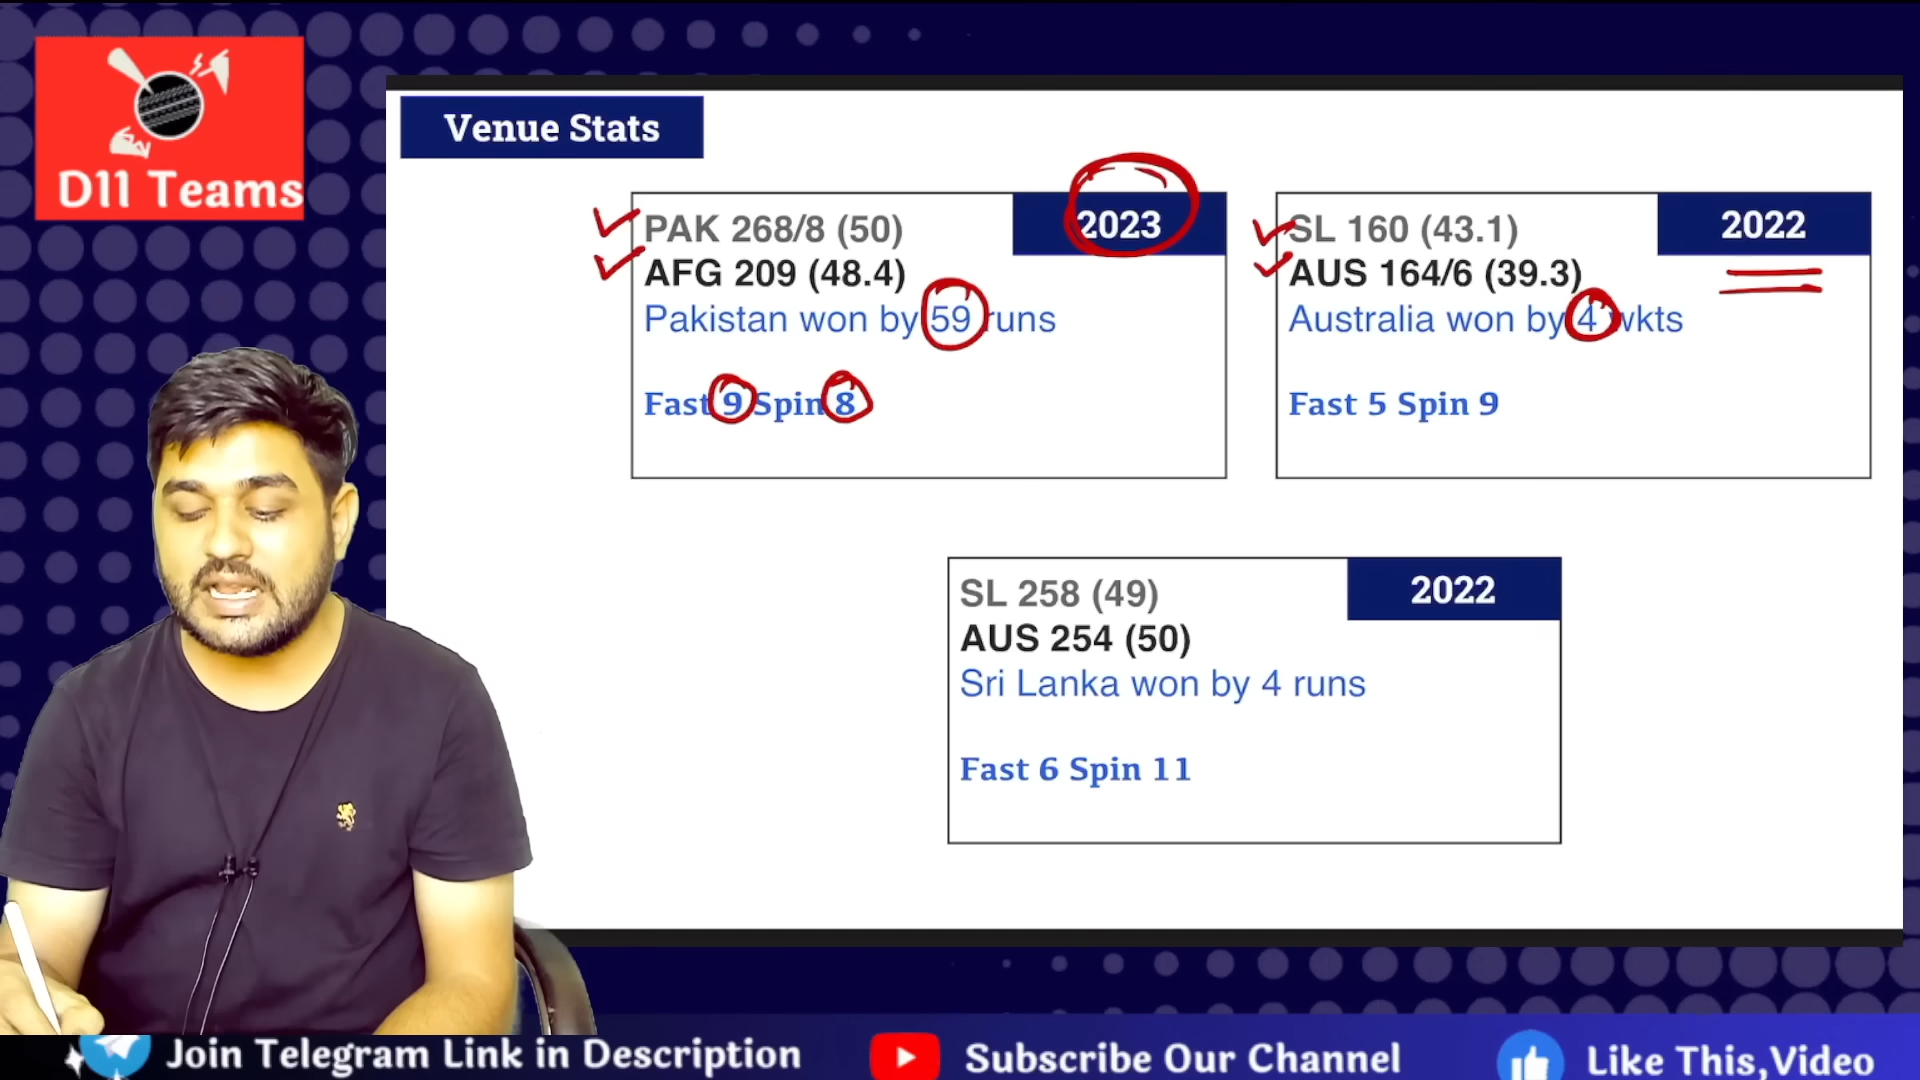 D11 Teams
Venue Stats
PAK 268/8 (50)
2023
AFG 209 (48.4)
Pakistan won by 59 runs
Fast 9 Spin 8
SL 160 (43.1)
2022
AUS 164/6 (39.3)
Australia won by 4 wkts
Fast 5 Spin 9
SL 258 (49)
2022
AUS 254 (50)
Sri Lanka won by 4 runs
Fast 6 Spin 11
Join Telegram Link in Description
Subscribe Our Channel
Like This,Video